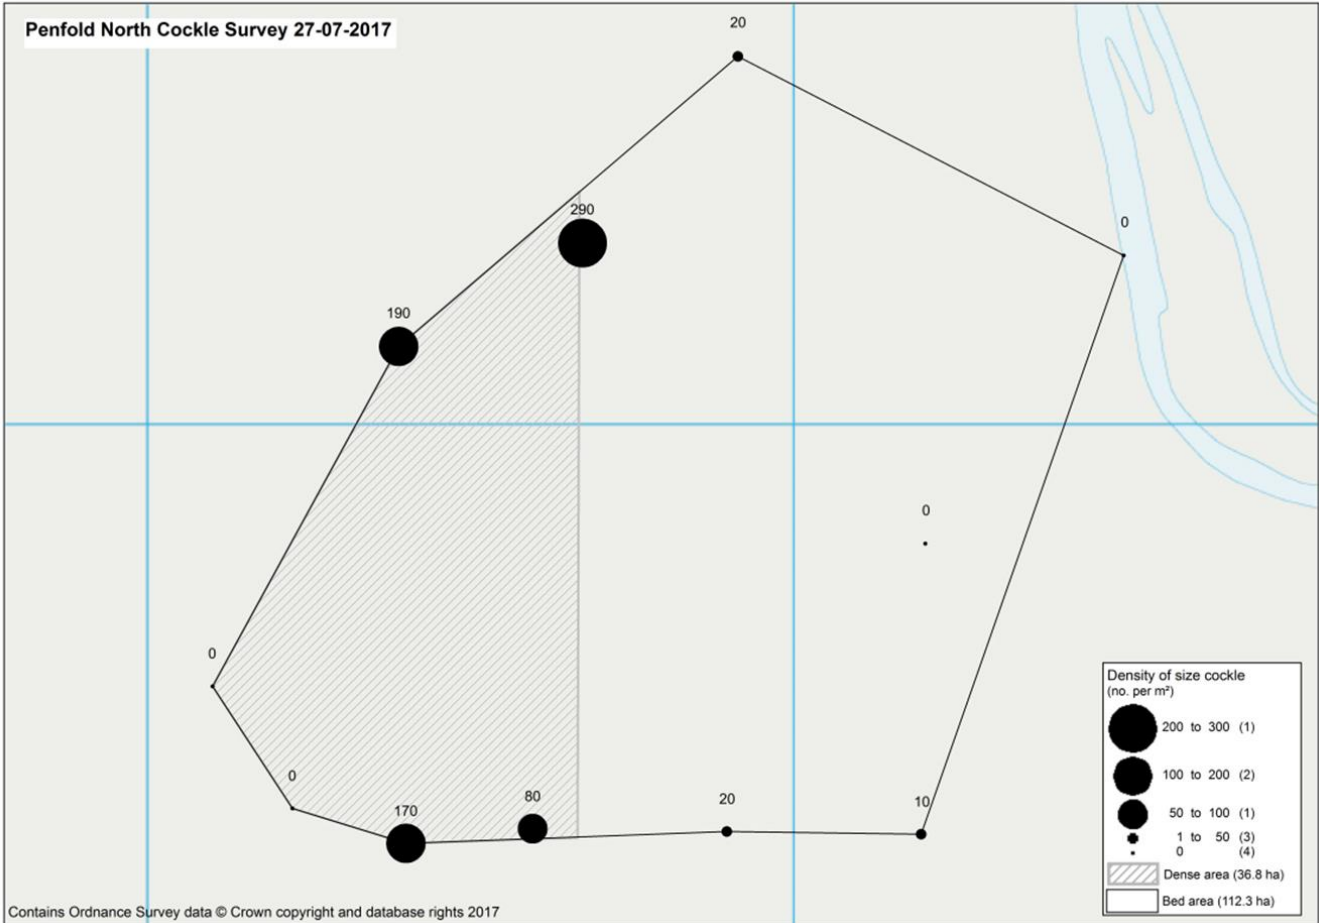 Penfold North Cockle Survey 27-07-2017
20
290
0
190
0
0
0
170
80
20
10
Density of size cockle
(no. per m²)
200 to 300 (1)
100 to 200 (2)
50 to 100 (1)
1 to 50 (3)
0 (4)
Dense area (36.8 ha)
Bed area (112.3 ha)
Contains Ordnance Survey data © Crown copyright and database rights 2017